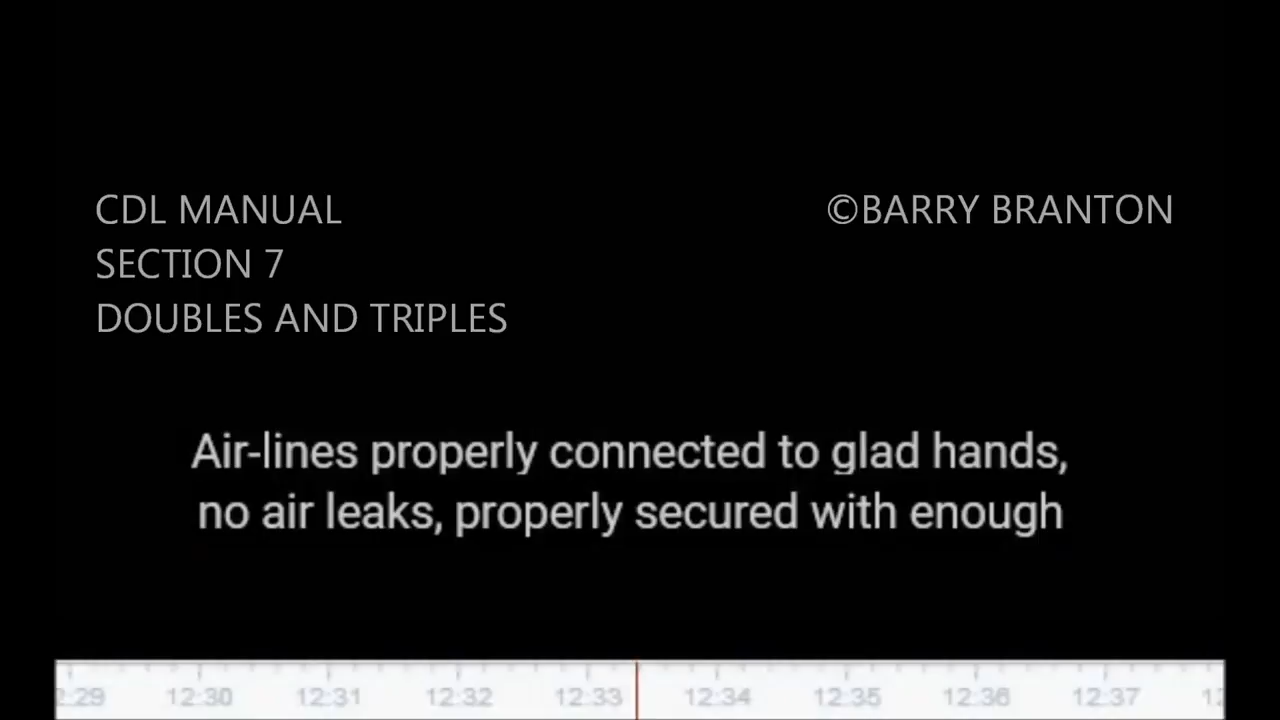 CDL MANUAL
©BARRY BRANTON
SECTION 7
DOUBLES AND TRIPLES
Air-lines properly connected to glad hands,
no air leaks, properly secured with enough
2:29 12:30 12:31 12:32 12:33 12:34 12:35 12:36 12:37